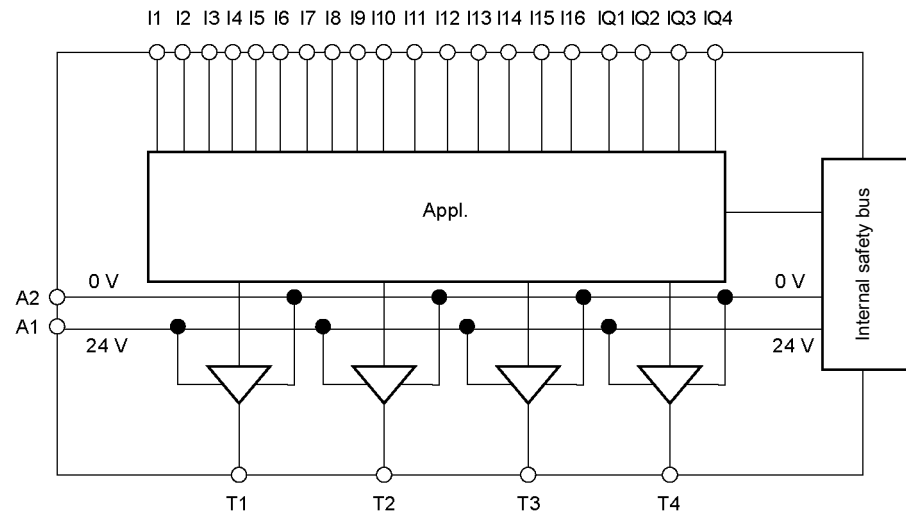 I1 I2 I3 I4 I5 I6 I7 I8 I9 I10 I11 I12 I13 I14 I15 I16 IQ1 IQ2 IQ3 IQ4
Appl.
Internal safety bus
0 V 0 V
A2
A1
24 V 24 V
T1 T2 T3 T4